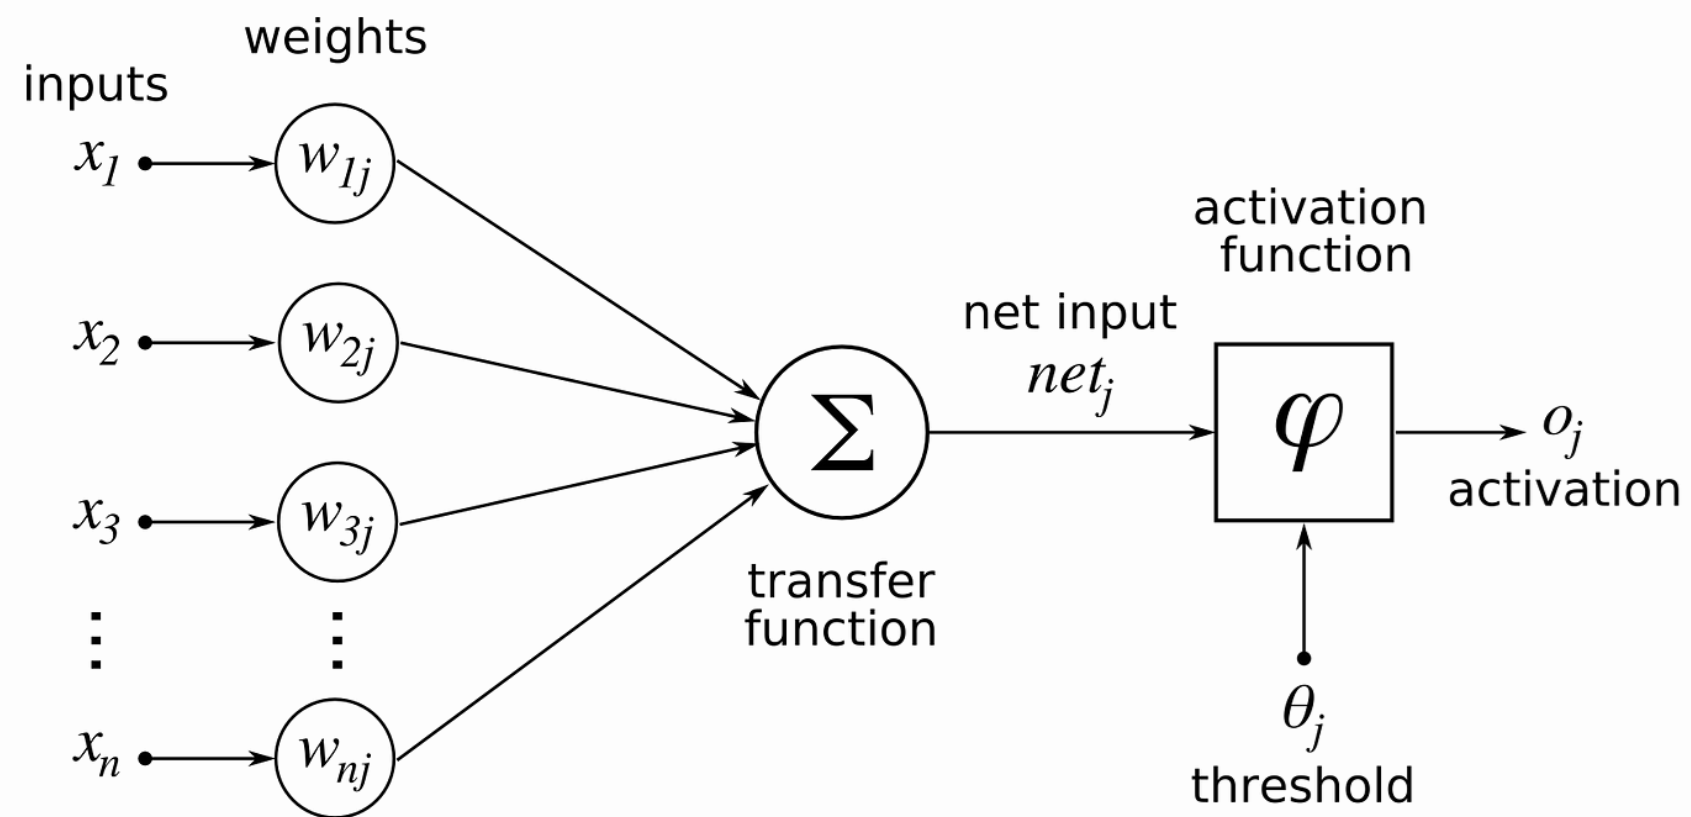 weights
inputs
x₁
w₁ⱼ
x₂
w₂ⱼ
x₃
w₃ⱼ
⋮
⋮
xₙ
wₙⱼ
Σ
transfer
function
net input
netⱼ
activation
function
φ
oⱼ
activation
θⱼ
threshold